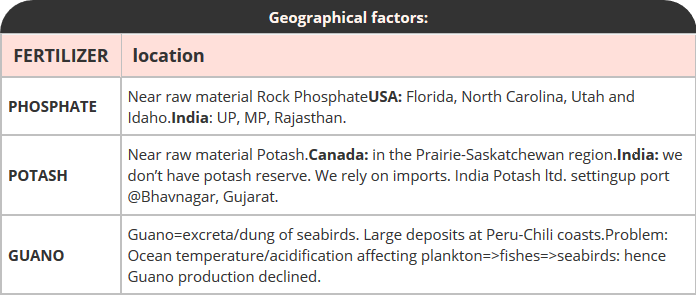 Geographical factors:
FERTILIZER location
PHOSPHATE
Near raw material Rock PhosphateUSA: Florida, North Carolina, Utah and
Idaho.India: UP, MP, Rajasthan.
POTASH
Near raw material Potash.Canada: in the Prairie-Saskatchewan region.India: we
don’t have potash reserve. We rely on imports. India Potash ltd. settingup port
@Bhavnagar, Gujarat.
GUANO
Guano=excreta/dung of seabirds. Large deposits at Peru-Chili coasts.Problem:
Ocean temperature/acidification affecting plankton=>fishes=>seabirds: hence
Guano production declined.